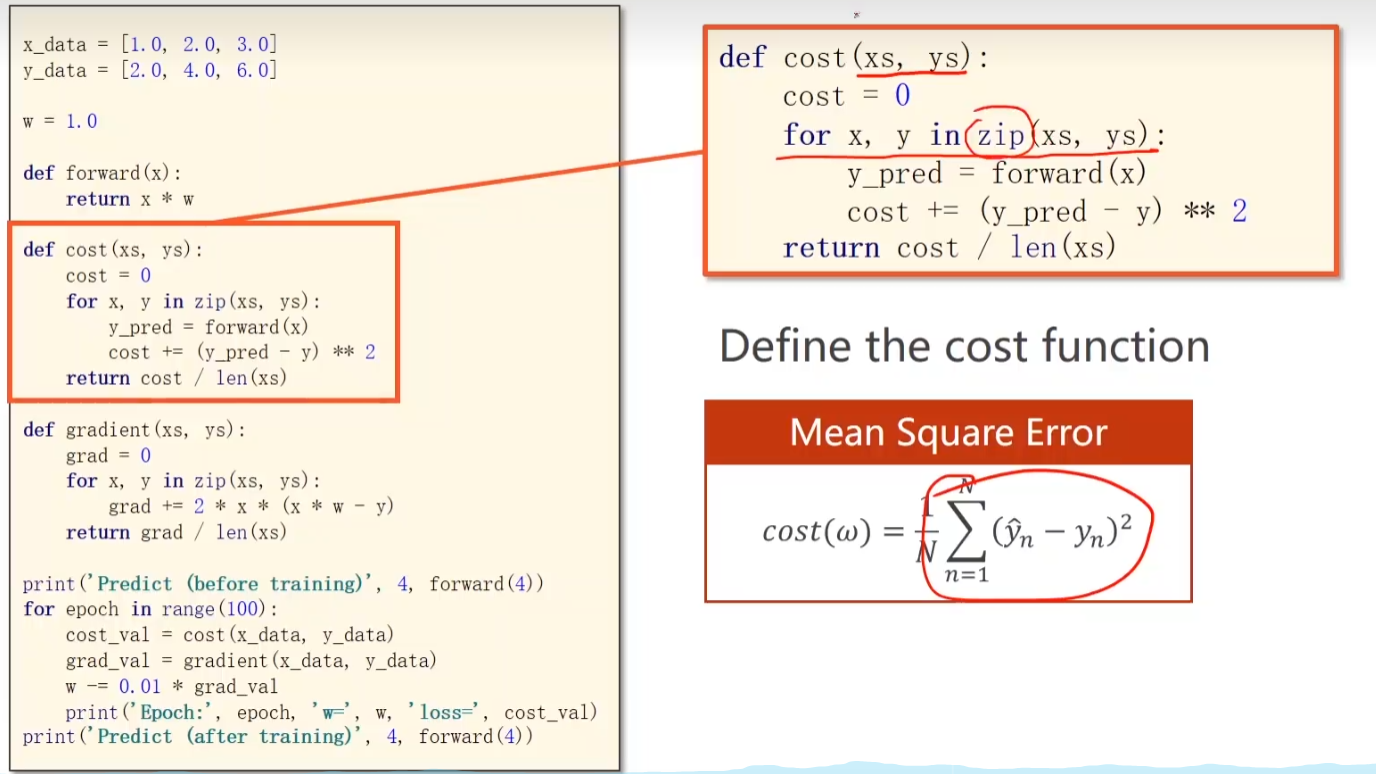 x_data = [1.0, 2.0, 3.0]
y_data = [2.0, 4.0, 6.0]
w = 1.0
def forward(x):
    return x * w
def cost(xs, ys):
    cost = 0
    for x, y in zip(xs, ys):
        y_pred = forward(x)
        cost += (y_pred - y) ** 2
    return cost / len(xs)
def gradient(xs, ys):
    grad = 0
    for x, y in zip(xs, ys):
        grad += 2 * x * (x * w - y)
    return grad / len(xs)
print('Predict (before training)', 4, forward(4))
for epoch in range(100):
    cost_val = cost(x_data, y_data)
    grad_val = gradient(x_data, y_data)
    w -= 0.01 * grad_val
    print('Epoch:', epoch, 'w=', w, 'loss=', cost_val)
print('Predict (after training)', 4, forward(4))
def cost(xs, ys):
    cost = 0
    for x, y in zip(xs, ys):
        y_pred = forward(x)
        cost += (y_pred - y) ** 2
    return cost / len(xs)
Define the cost function
Mean Square Error
cost(ω) = 1/N ∑_{n=1}^{N} (ŷₙ − yₙ)²